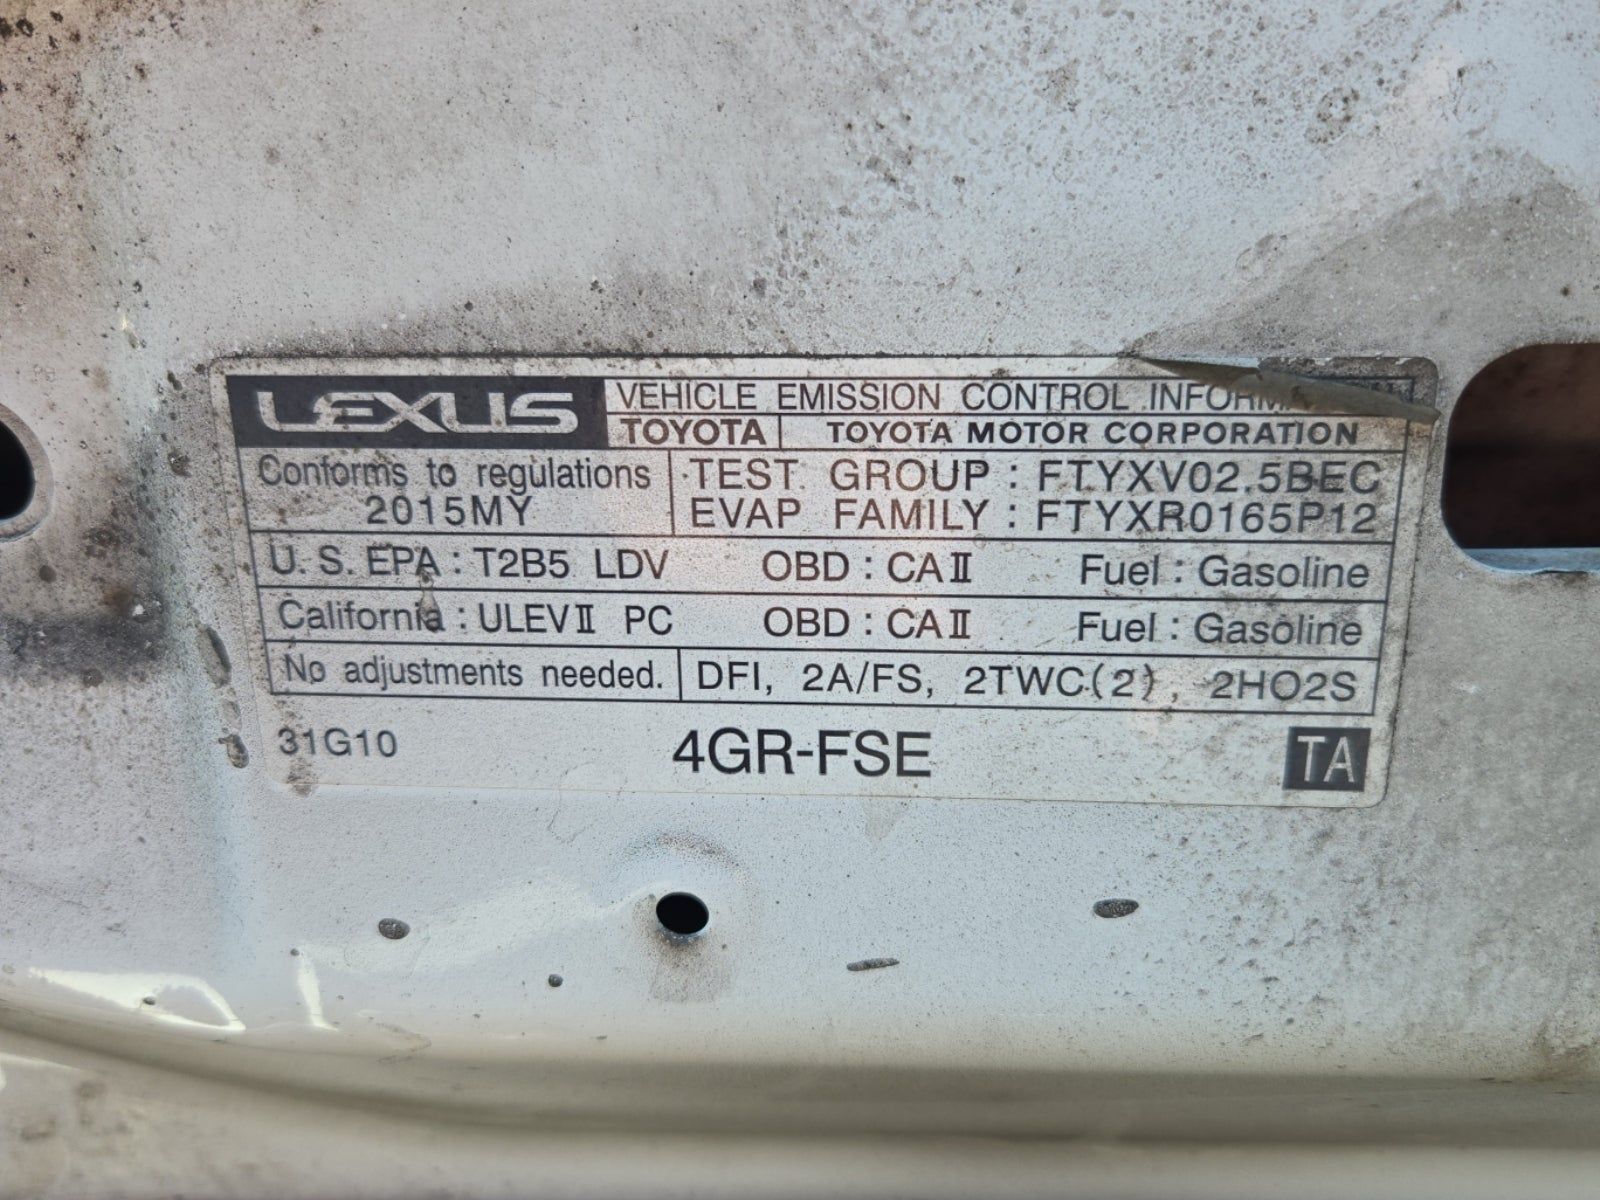 LEXUS
VEHICLE EMISSION CONTROL
TOYOTA TOYOTA MOTOR CORPORATION
Conforms to regulations
2015MY
TEST GROUP : FTYXV02.5BEC
EVAP FAMILY : FTYXR0165P12
U. S. EPA : T2B5 LDV OBD : CAⅡ Fuel : Gasoline
California : ULEVⅡ PC OBD : CAⅡ Fuel : Gasoline
No adjustments needed. DFI, 2A/FS, 2TWC(2), 2HO2S
31G10 4GR-FSE TA